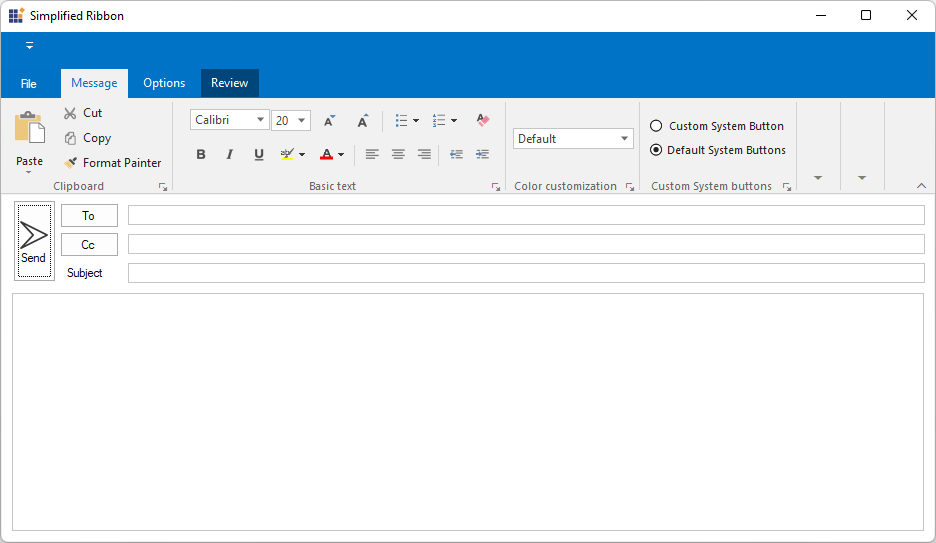 Simplified Ribbon
File Message Options Review
Cut
Copy
Format Painter
Paste
Clipboard
Calibri 20 A A
B I U ab A
Basic text
Default
Color customization
Custom System Button
Default System Buttons
Custom System buttons
Send
To
Cc
Subject